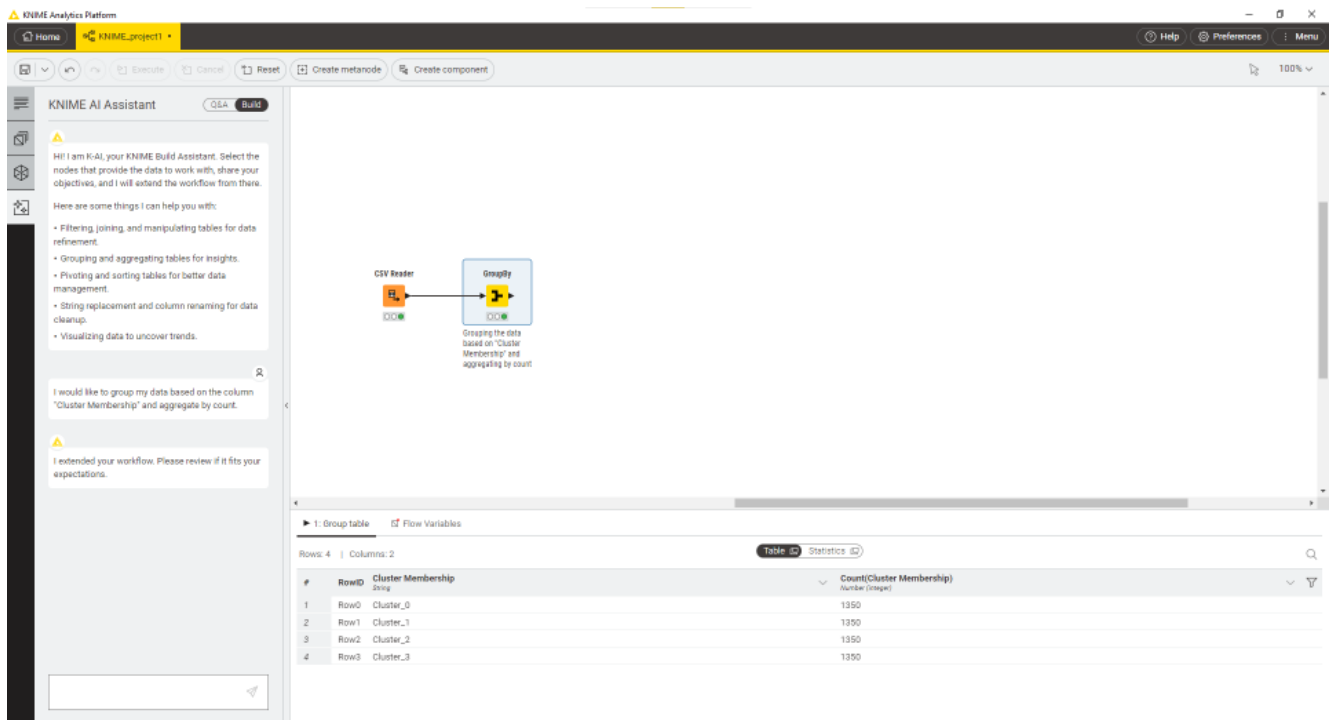 KNIME Analytics Platform
Home
KNIME_project1
Help
Preferences
Menu
Execute
Cancel
Reset
Create metanode
Create component
100%
KNIME AI Assistant
Q&A
Build
Hi! I am K-AI, your KNIME Build Assistant. Select the
nodes that provide the data to work with, share your
objectives, and I will extend the workflow from there.
Here are some things I can help you with:
• Filtering, joining, and manipulating tables for data
refinement.
• Grouping and aggregating tables for insights.
• Pivoting and sorting tables for better data
management.
• String replacement and column renaming for data
cleanup.
• Visualizing data to uncover trends.
I would like to group my data based on the column
"Cluster Membership" and aggregate by count.
I extended your workflow. Please review if it fits your
expectations.
CSV Reader
GroupBy
Grouping the data
based on "Cluster
Membership" and
aggregating by count
1: Group table
Flow Variables
Rows: 4 | Columns: 2
Table
Statistics
# RowID Cluster Membership Count(Cluster Membership)
String Number (integer)
1 Row0 Cluster_0 1350
2 Row1 Cluster_1 1350
3 Row2 Cluster_2 1350
4 Row3 Cluster_3 1350